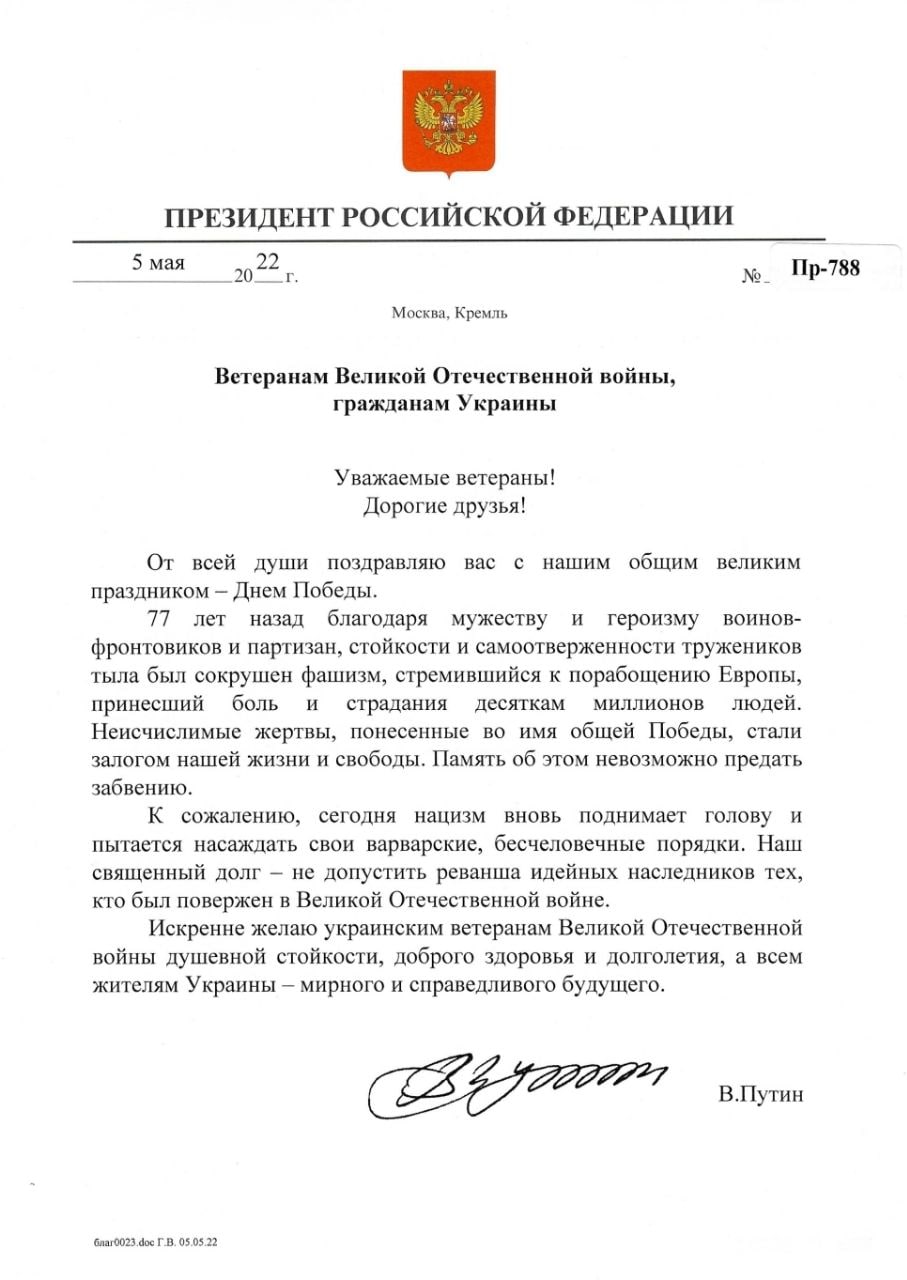 ПРЕЗИДЕНТ РОССИЙСКОЙ ФЕДЕРАЦИИ
5 мая 2022 г.
№ Пр-788
Москва, Кремль
Ветеранам Великой Отечественной войны,
гражданам Украины
Уважаемые ветераны!
Дорогие друзья!
От всей души поздравляю вас с нашим общим великим
праздником – Днем Победы.
77 лет назад благодаря мужеству и героизму воинов-
фронтовиков и партизан, стойкости и самоотверженности тружеников
тыла был сокрушен фашизм, стремившийся к порабощению Европы,
принесший боль и страдания десяткам миллионов людей.
Неисчислимые жертвы, понесенные во имя общей Победы, стали
залогом нашей жизни и свободы. Память об этом невозможно предать
забвению.
К сожалению, сегодня нацизм вновь поднимает голову и
пытается насаждать свои варварские, бесчеловечные порядки. Наш
священный долг – не допустить реванша идейных наследников тех,
кто был повержен в Великой Отечественной войне.
Искренне желаю украинским ветеранам Великой Отечественной
войны душевной стойкости, доброго здоровья и долголетия, а всем
жителям Украины – мирного и справедливого будущего.
В.Путин
благ0023.doc Г.В. 05.05.22